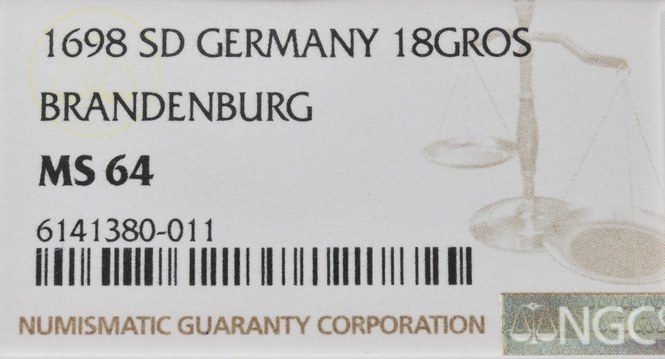 1698 SD GERMANY 18GROS
BRANDENBURG
MS 64
6141380-011
NUMISMATIC GUARANTY CORPORATION
NGC